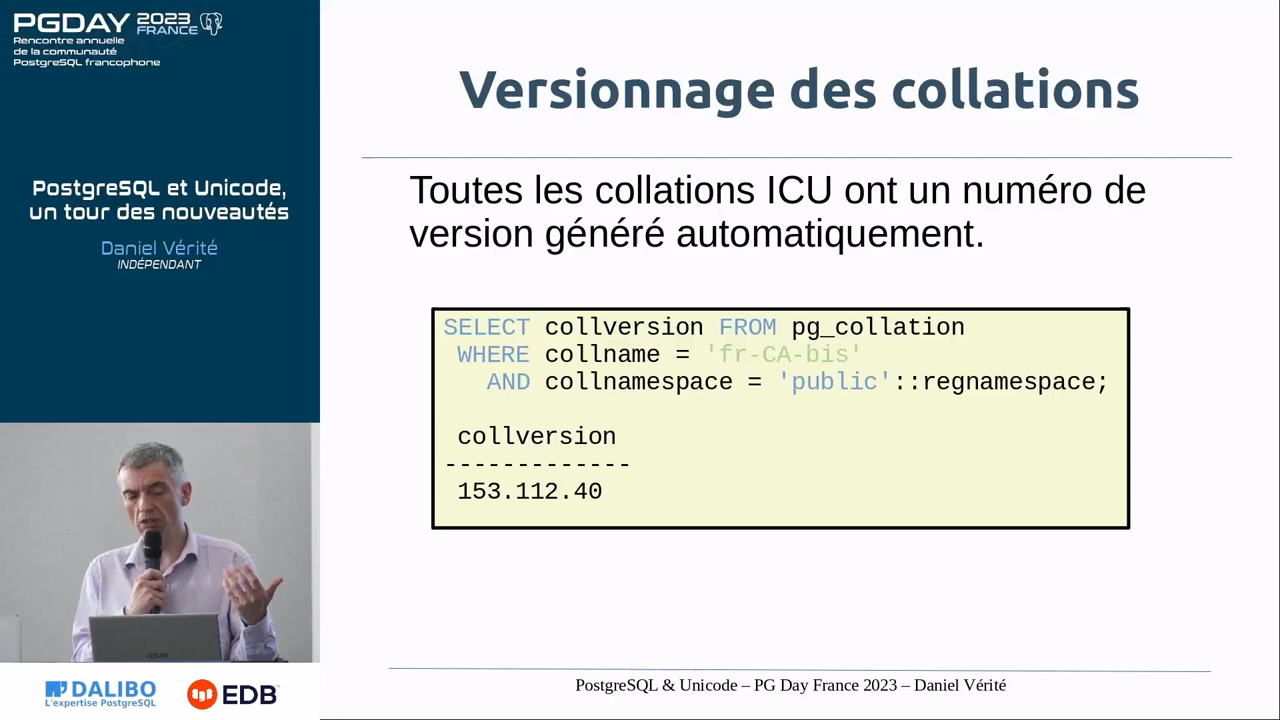 PGDAY 2023 FRANCE
Rencontre annuelle
de la communauté
PostgreSQL francophone
PostgreSQL et Unicode,
un tour des nouveautés
Daniel Vérité
INDÉPENDANT
DALIBO
L'expertise PostgreSQL
EDB
Versionnage des collations
Toutes les collations ICU ont un numéro de
version généré automatiquement.
SELECT collversion FROM pg_collation
WHERE collname = 'fr-CA-bis'
AND collnamespace = 'public'::regnamespace;
collversion
-------------
153.112.40
PostgreSQL & Unicode – PG Day France 2023 – Daniel Vérité